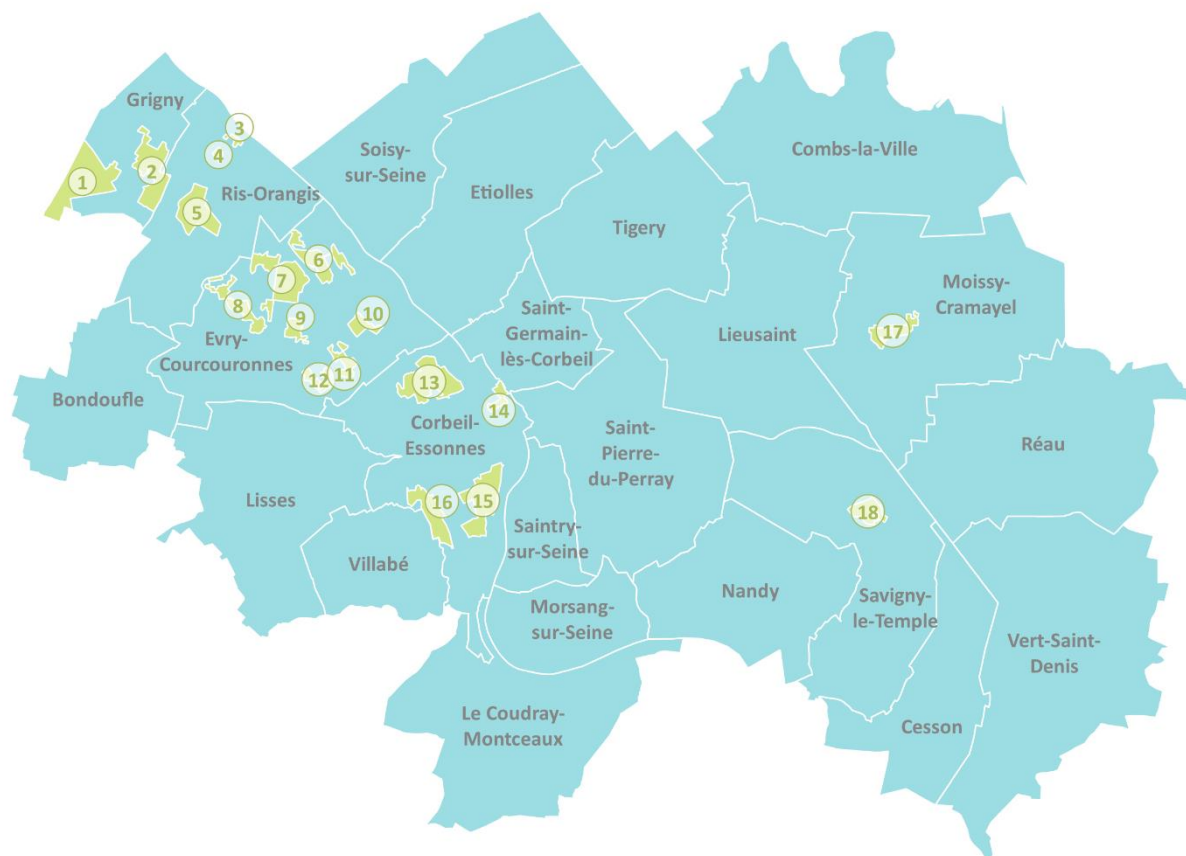 Grigny
3
4
2
1
Ris-Orangis
5
Soisy-
sur-Seine
Etiolles
Tigery
Combs-la-Ville
6
7
8
9
10
Evry-
Courcouronnes
12
11
Bondoufle
Saint-
Germain-
lès-Corbeil
Lieusaint
Moissy-
Cramayel
17
13
14
Corbeil-
Essonnes
Saint-
Pierre-
du-Perray
Réau
Lisses
16
15
18
Villabé
Saintry-
sur-Seine
Morsang-
sur-Seine
Nandy
Savigny-
le-Temple
Vert-Saint-
Denis
Le Coudray-
Montceaux
Cesson